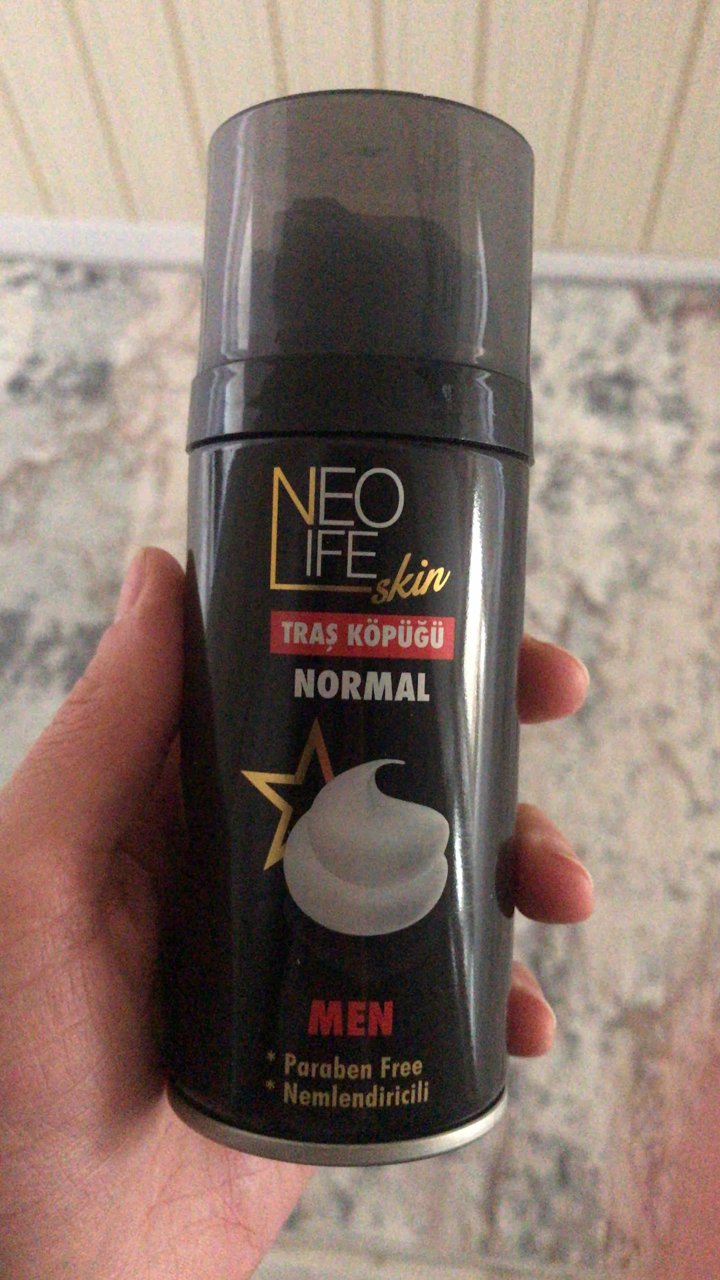 NEO
LIFE
skin
TRAŞ KÖPÜĞÜ
NORMAL
MEN
* Paraben Free
* Nemlendiricili